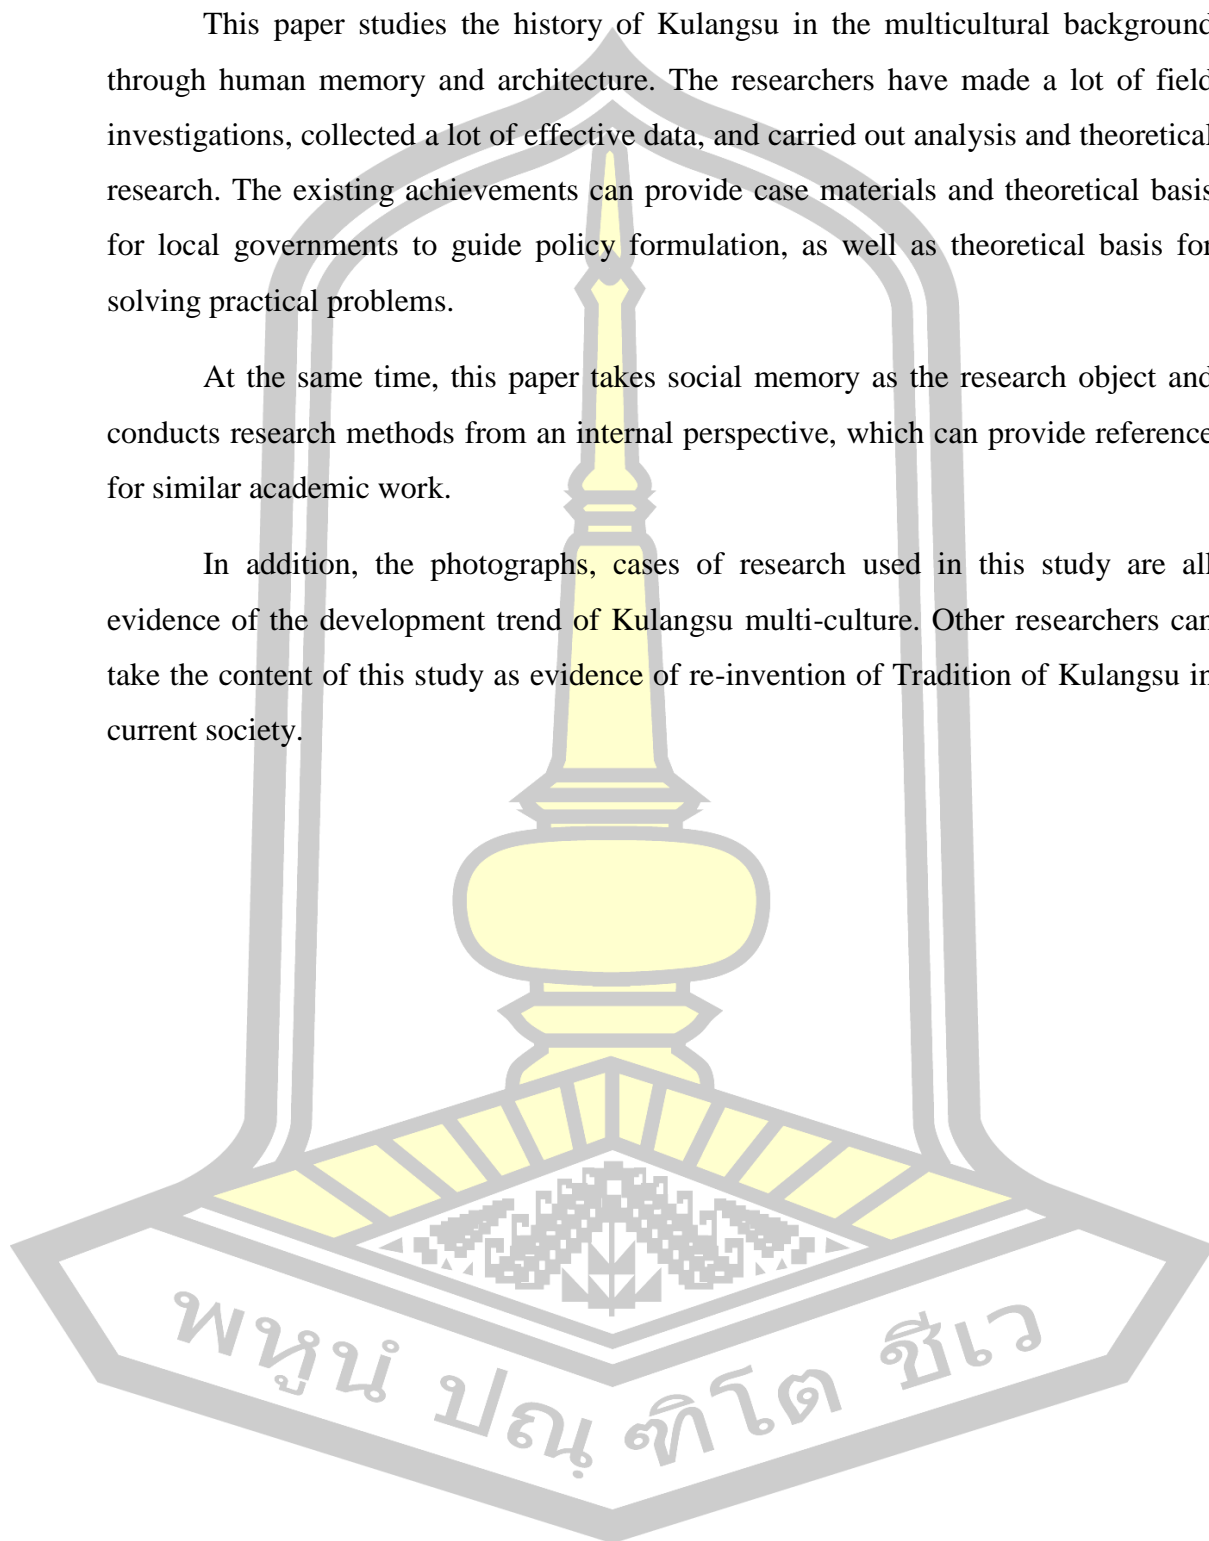 This paper studies the history of Kulangsu in the multicultural background
through human memory and architecture. The researchers have made a lot of field
investigations, collected a lot of effective data, and carried out analysis and theoretical
research. The existing achievements can provide case materials and theoretical basis
for local governments to guide policy formulation, as well as theoretical basis for
solving practical problems.
At the same time, this paper takes social memory as the research object and
conducts research methods from an internal perspective, which can provide reference
for similar academic work.
In addition, the photographs, cases of research used in this study are all
evidence of the development trend of Kulangsu multi-culture. Other researchers can
take the content of this study as evidence of re-invention of Tradition of Kulangsu in
current society.
พหูนํ ปณฺฑิโต ชีเว